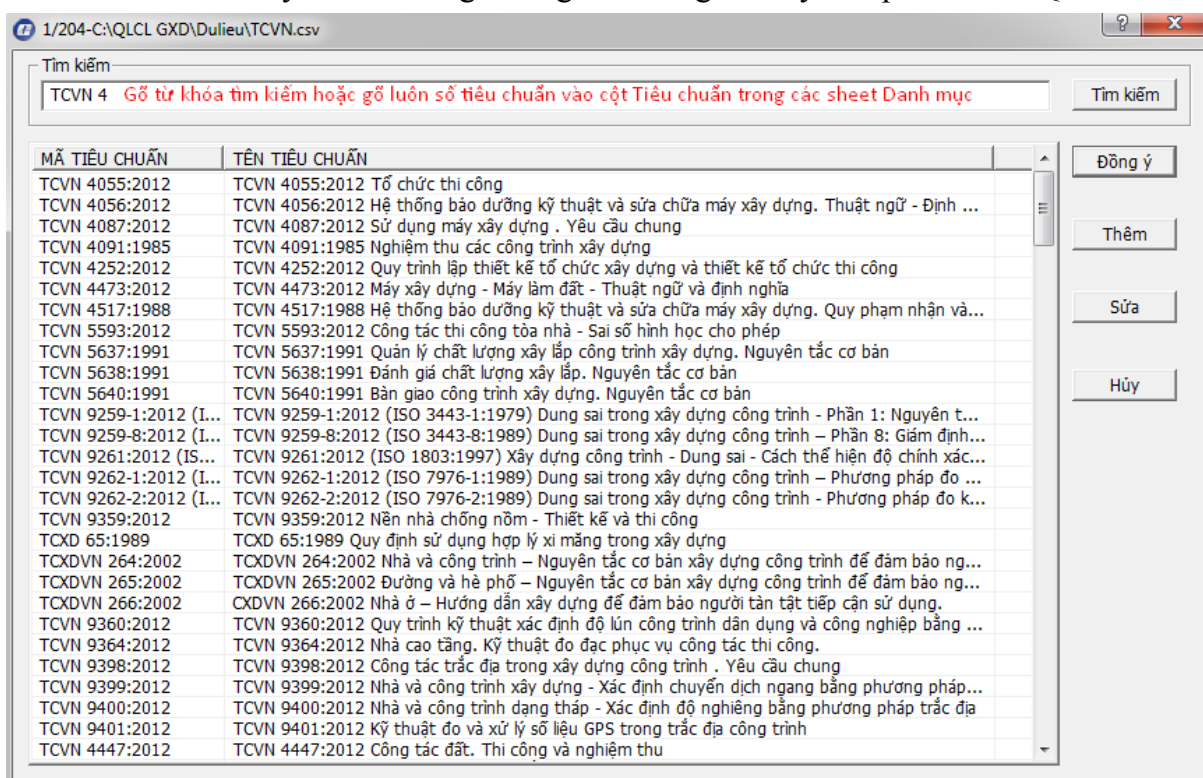 1/204-C:\QLCL GXD\Dulieu\TCVN.csv
Tìm kiếm
TCVN 4 Gõ từ khóa tìm kiếm hoặc gõ luôn số tiêu chuẩn vào cột Tiêu chuẩn trong các sheet Danh mục Tìm kiếm
MÃ TIÊU CHUẨN TÊN TIÊU CHUẨN Đồng ý
TCVN 4055:2012 TCVN 4055:2012 Tổ chức thi công
TCVN 4056:2012 TCVN 4056:2012 Hệ thống bảo dưỡng kỹ thuật và sửa chữa máy xây dựng. Thuật ngữ - Định ...
TCVN 4087:2012 TCVN 4087:2012 Sử dụng máy xây dựng . Yêu cầu chung
Thêm
TCVN 4091:1985 TCVN 4091:1985 Nghiệm thu các công trình xây dựng
TCVN 4252:2012 TCVN 4252:2012 Quy trình lập thiết kế tổ chức xây dựng và thiết kế tổ chức thi công
TCVN 4473:2012 TCVN 4473:2012 Máy xây dựng - Máy làm đất - Thuật ngữ và định nghĩa
TCVN 4517:1988 TCVN 4517:1988 Hệ thống bảo dưỡng kỹ thuật và sửa chữa máy xây dựng. Quy phạm nhận và... Sửa
TCVN 5593:2012 TCVN 5593:2012 Công tác thi công tòa nhà - Sai số hình học cho phép
TCVN 5637:1991 TCVN 5637:1991 Quản lý chất lượng xây lắp công trình xây dựng. Nguyên tắc cơ bản
TCVN 5638:1991 TCVN 5638:1991 Đánh giá chất lượng xây lắp. Nguyên tắc cơ bản
TCVN 5640:1991 TCVN 5640:1991 Bàn giao công trình xây dựng. Nguyên tắc cơ bản Hủy
TCVN 9259-1:2012 (I... TCVN 9259-1:2012 (ISO 3443-1:1979) Dung sai trong xây dựng công trình - Phần 1: Nguyên t...
TCVN 9259-8:2012 (I... TCVN 9259-8:2012 (ISO 3443-8:1989) Dung sai trong xây dựng công trình – Phần 8: Giám định...
TCVN 9261:2012 (IS... TCVN 9261:2012 (ISO 1803:1997) Xây dựng công trình - Dung sai - Cách thể hiện độ chính xác...
TCVN 9262-1:2012 (I... TCVN 9262-1:2012 (ISO 7976-1:1989) Dung sai trong xây dựng công trình – Phương pháp đo ...
TCVN 9262-2:2012 (I... TCVN 9262-2:2012 (ISO 7976-2:1989) Dung sai trong xây dựng công trình - Phương pháp đo k...
TCVN 9359:2012 TCVN 9359:2012 Nền nhà chống nồm - Thiết kế và thi công
TCXD 65:1989 TCXD 65:1989 Quy định sử dụng hợp lý xi măng trong xây dựng
TCXDVN 264:2002 TCXDVN 264:2002 Nhà và công trình – Nguyên tắc cơ bản xây dựng công trình để đảm bảo ng...
TCXDVN 265:2002 TCXDVN 265:2002 Đường và hè phố – Nguyên tắc cơ bản xây dựng công trình để đảm bảo ng...
TCXDVN 266:2002 CXDVN 266:2002 Nhà ở – Hướng dẫn xây dựng để đảm bảo người tàn tật tiếp cận sử dụng.
TCVN 9360:2012 TCVN 9360:2012 Quy trình kỹ thuật xác định độ lún công trình dân dụng và công nghiệp bằng ...
TCVN 9364:2012 TCVN 9364:2012 Nhà cao tầng. Kỹ thuật đo đạc phục vụ công tác thi công.
TCVN 9398:2012 TCVN 9398:2012 Công tác trắc địa trong xây dựng công trình . Yêu cầu chung
TCVN 9399:2012 TCVN 9399:2012 Nhà và công trình xây dựng - Xác định chuyển dịch ngang bằng phương pháp...
TCVN 9400:2012 TCVN 9400:2012 Nhà và công trình dạng tháp - Xác định độ nghiêng bằng phương pháp trắc địa
TCVN 9401:2012 TCVN 9401:2012 Kỹ thuật đo và xử lý số liệu GPS trong trắc địa công trình
TCVN 4447:2012 TCVN 4447:2012 Công tác đất. Thi công và nghiệm thu